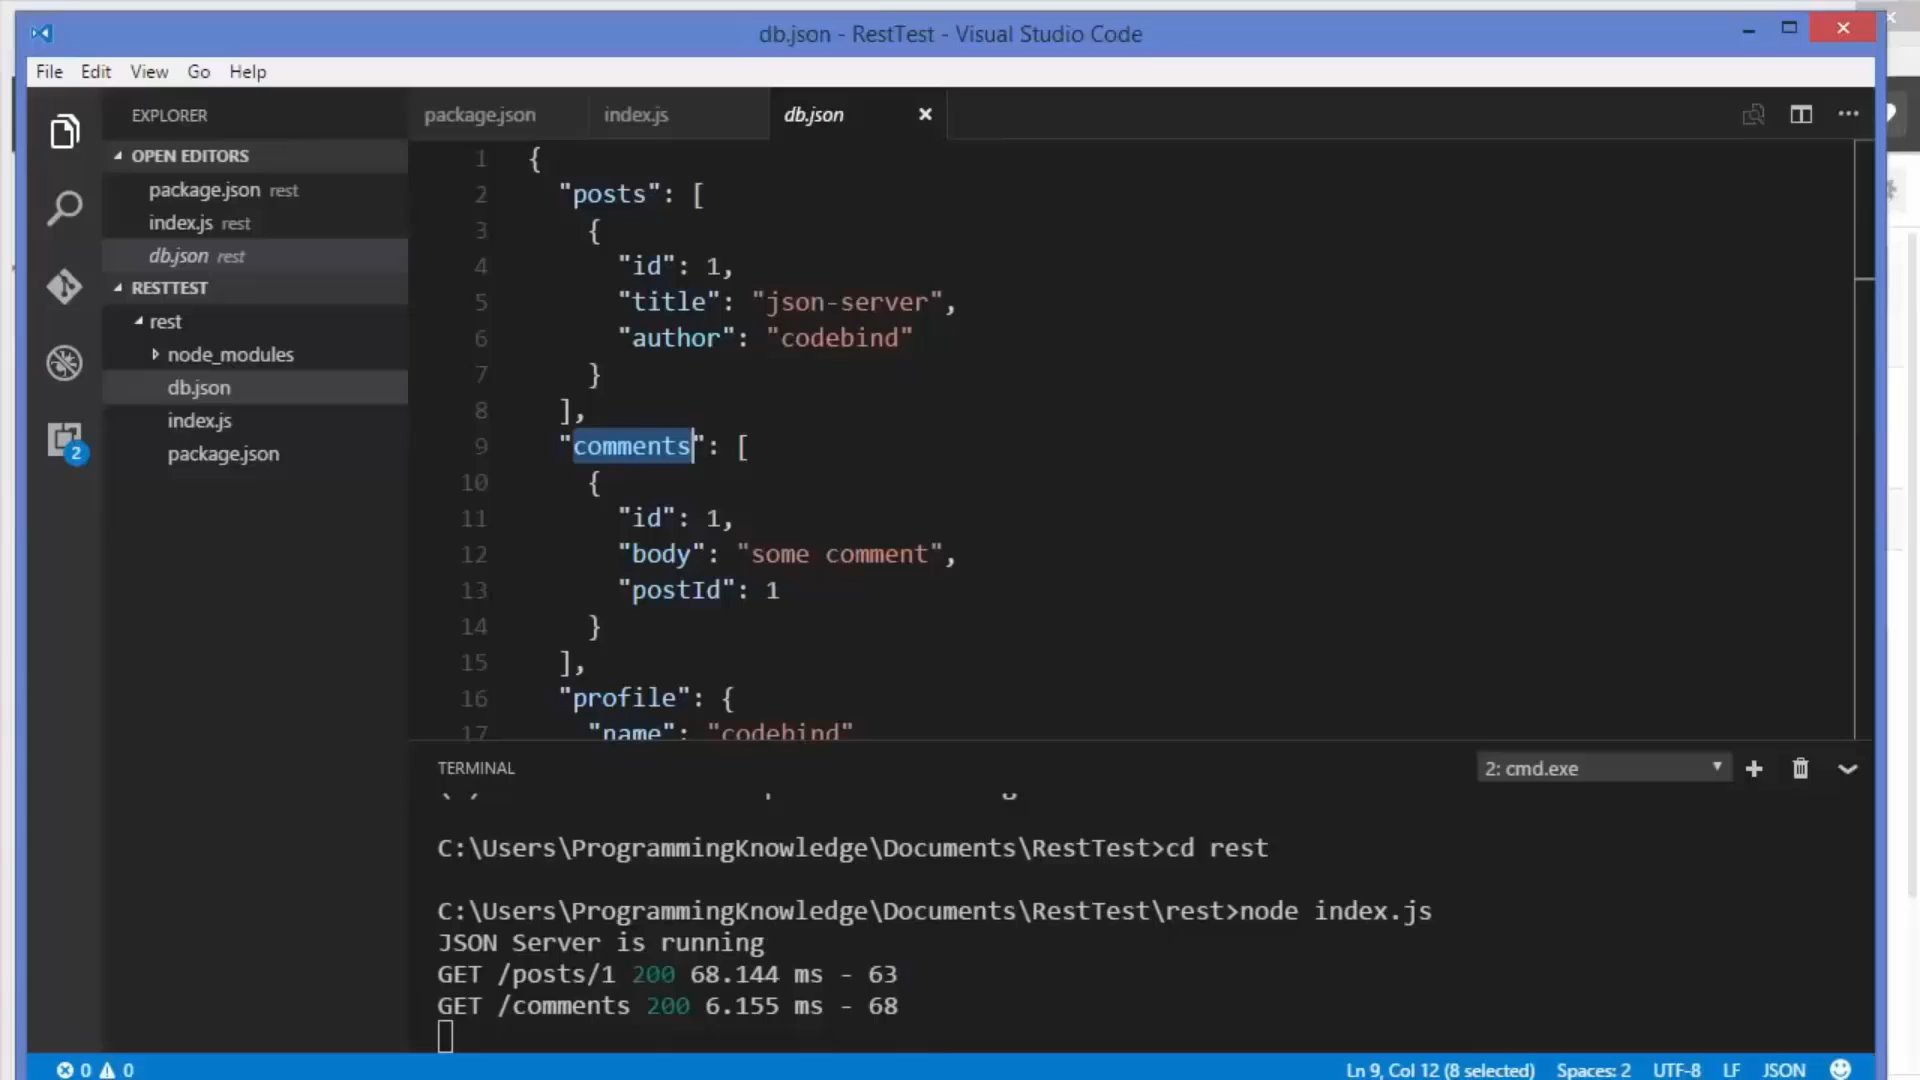 db.json - RestTest - Visual Studio Code
File Edit View Go Help
EXPLORER
OPEN EDITORS
package.json rest
index.js rest
db.json rest
RESTTEST
rest
node_modules
db.json
index.js
package.json
2
package.json index.js db.json
1 {
2 "posts": [
3 {
4 "id": 1,
5 "title": "json-server",
6 "author": "codebind"
7 }
8 ],
9 "comments": [
10 {
11 "id": 1,
12 "body": "some comment",
13 "postId": 1
14 }
15 ],
16 "profile": {
17 "name": "codebind"
TERMINAL
2: cmd.exe
C:\Users\ProgrammingKnowledge\Documents\RestTest>cd rest
C:\Users\ProgrammingKnowledge\Documents\RestTest\rest>node index.js
JSON Server is running
GET /posts/1 200 68.144 ms - 63
GET /comments 200 6.155 ms - 68
0 0 Ln 9, Col 12 (8 selected) Spaces: 2 UTF-8 LF JSON